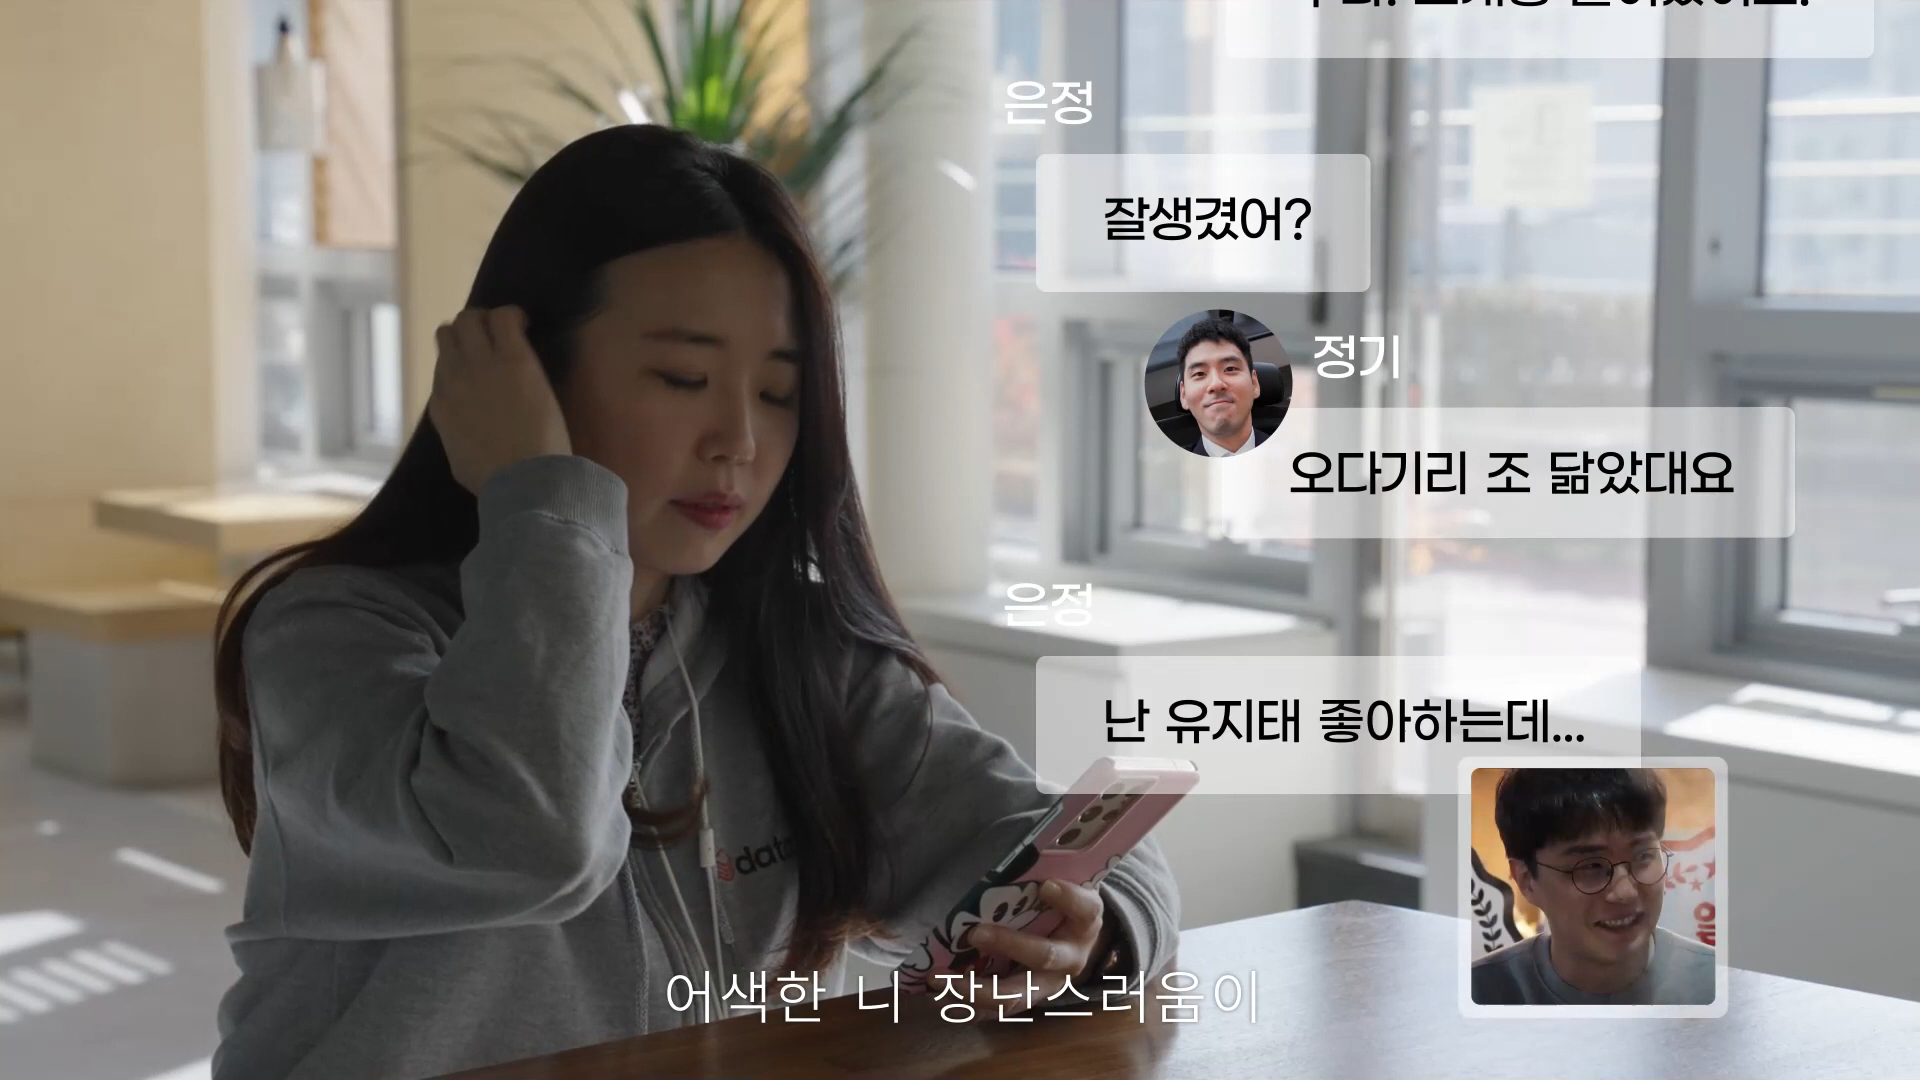 은정
잘생겼어?
정기
오다기리 조 닮았대요
은정
난 유지태 좋아하는데...
어색한 니 장난스러움이